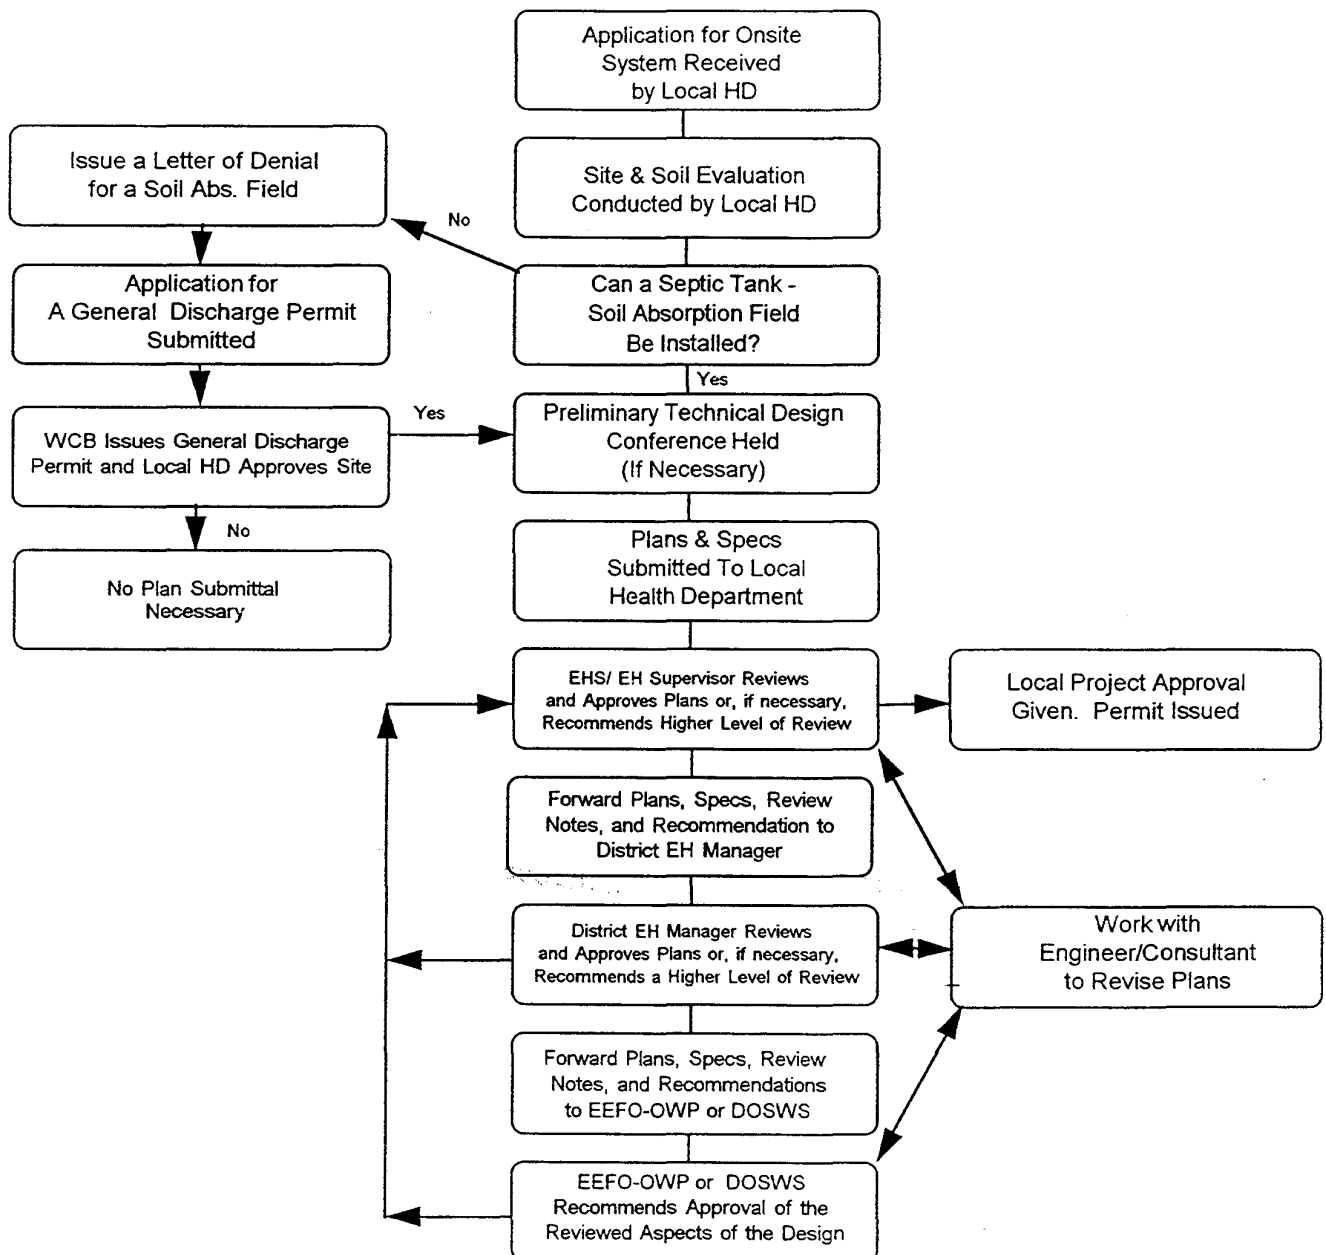 Application for Onsite
System Received
by Local HD
Issue a Letter of Denial
for a Soil Abs. Field
Site & Soil Evaluation
Conducted by Local HD
No
Application for
A General Discharge Permit
Submitted
Can a Septic Tank -
Soil Absorption Field
Be Installed?
Yes
WCB Issues General Discharge
Permit and Local HD Approves Site
Yes
Preliminary Technical Design
Conference Held
(If Necessary)
No
No Plan Submittal
Necessary
Plans & Specs
Submitted To Local
Health Department
EHS/ EH Supervisor Reviews
and Approves Plans or, if necessary,
Recommends Higher Level of Review
Local Project Approval
Given. Permit Issued
Forward Plans, Specs, Review
Notes, and Recommendation to
District EH Manager
District EH Manager Reviews
and Approves Plans or, if necessary,
Recommends a Higher Level of Review
Work with
Engineer/Consultant
to Revise Plans
Forward Plans, Specs, Review
Notes, and Recommendations
to EEFO-OWP or DOSWS
EEFO-OWP or DOSWS
Recommends Approval of the
Reviewed Aspects of the Design